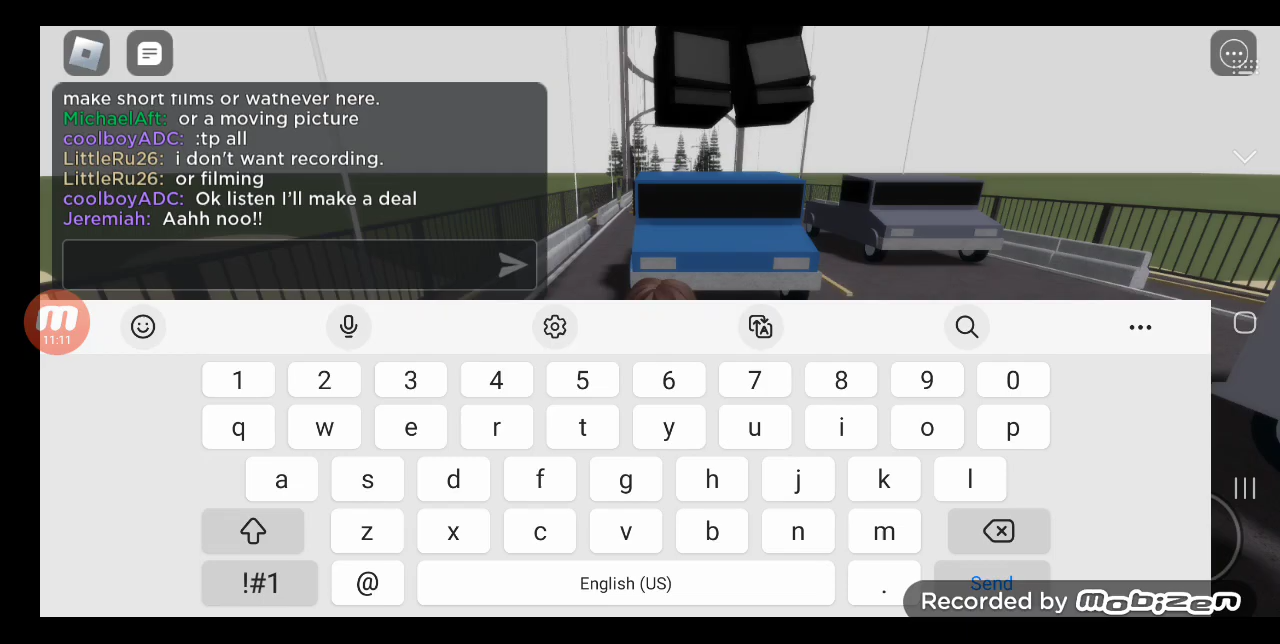 make short films or wathever here.
MichaelAft: or a moving picture
coolboyADC: :tp all
LittleRu26: i don't want recording.
LittleRu26: or filming
coolboyADC: Ok listen I'll make a deal
Jeremiah: Aahh noo!!
m
11:11
1 2 3 4 5 6 7 8 9 0
q w e r t y u i o p
a s d f g h j k l
z x c v b n m
!#1 @ English (US) . Send
Recorded by mobizen